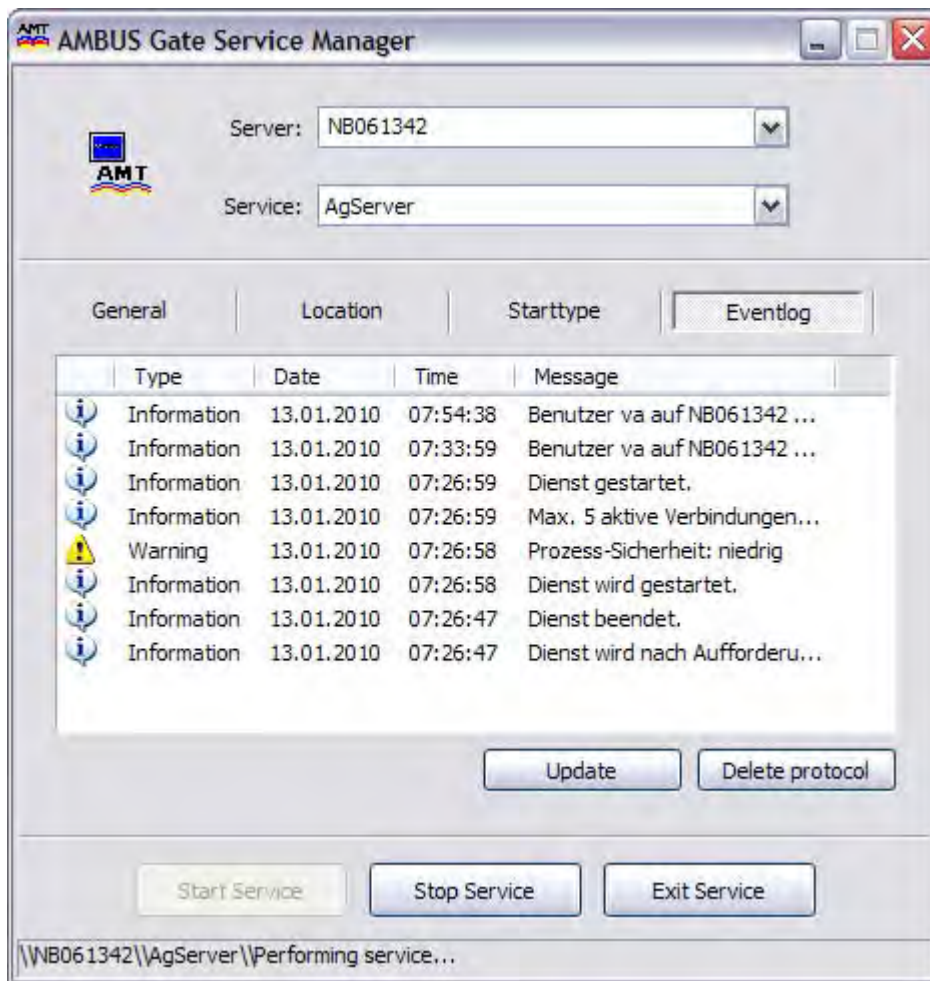 AMT AMBUS Gate Service Manager
Server: NB061342
AMT
Service: AgServer
General Location Starttype Eventlog
Type Date Time Message
Information 13.01.2010 07:54:38 Benutzer va auf NB061342 ...
Information 13.01.2010 07:33:59 Benutzer va auf NB061342 ...
Information 13.01.2010 07:26:59 Dienst gestartet.
Information 13.01.2010 07:26:59 Max. 5 aktive Verbindungen...
Warning 13.01.2010 07:26:58 Prozess-Sicherheit: niedrig
Information 13.01.2010 07:26:58 Dienst wird gestartet.
Information 13.01.2010 07:26:47 Dienst beendet.
Information 13.01.2010 07:26:47 Dienst wird nach Aufforderu...
Update Delete protocol
Start Service Stop Service Exit Service
\\NB061342\\AgServer\\Performing service...